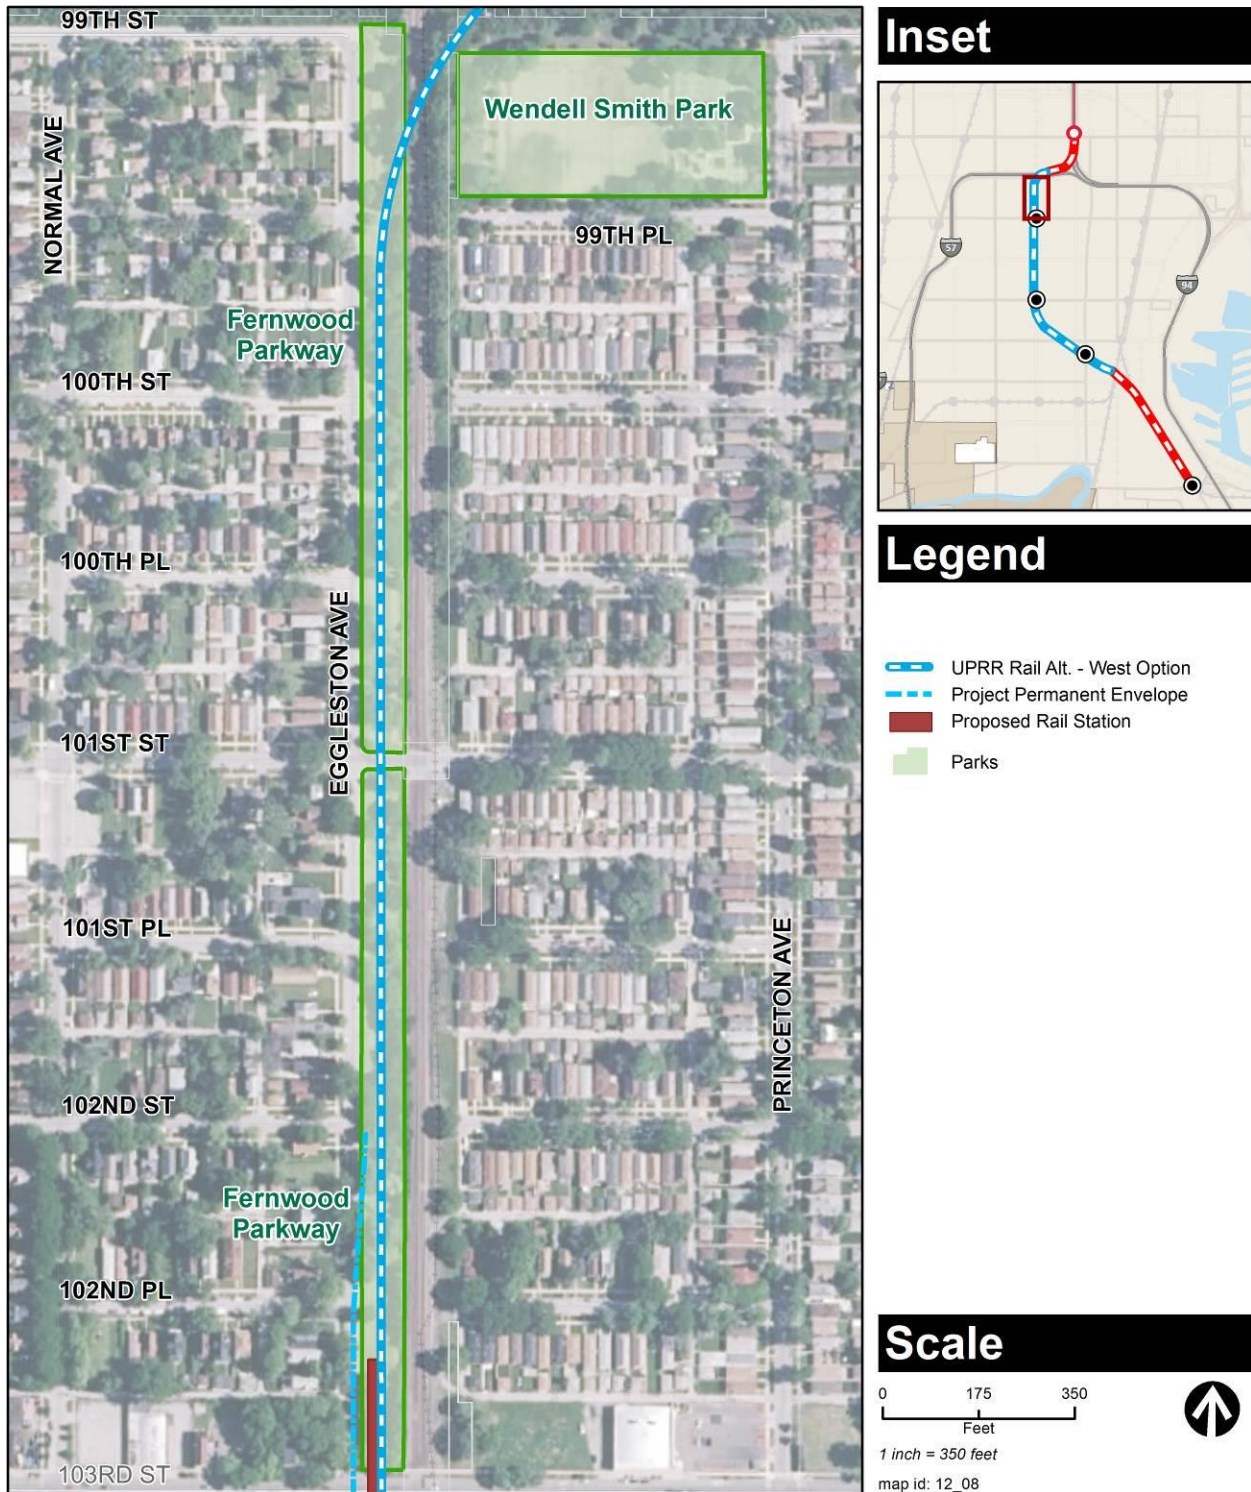 99TH ST
Wendell Smith Park
NORMAL AVE
99TH PL
Fernwood
Parkway
100TH ST
100TH PL
EGGLESTON AVE
101ST ST
101ST PL
PRINCETON AVE
102ND ST
Fernwood
Parkway
102ND PL
103RD ST
Inset
57
94
Legend
UPRR Rail Alt. - West Option
Project Permanent Envelope
Proposed Rail Station
Parks
Scale
0 175 350
Feet
1 inch = 350 feet
map id: 12_08